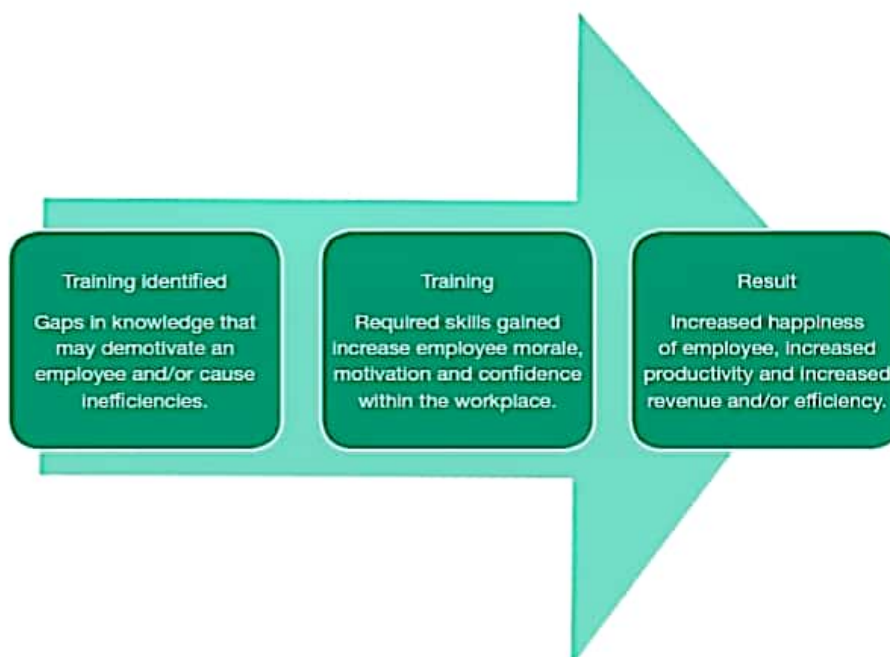 Training identified
Gaps in knowledge that
may demotivate an
employee and/or cause
inefficiencies.
Training
Required skills gained
increase employee morale,
motivation and confidence
within the workplace.
Result
Increased happiness
of employee, increased
productivity and increased
revenue and/or efficiency.